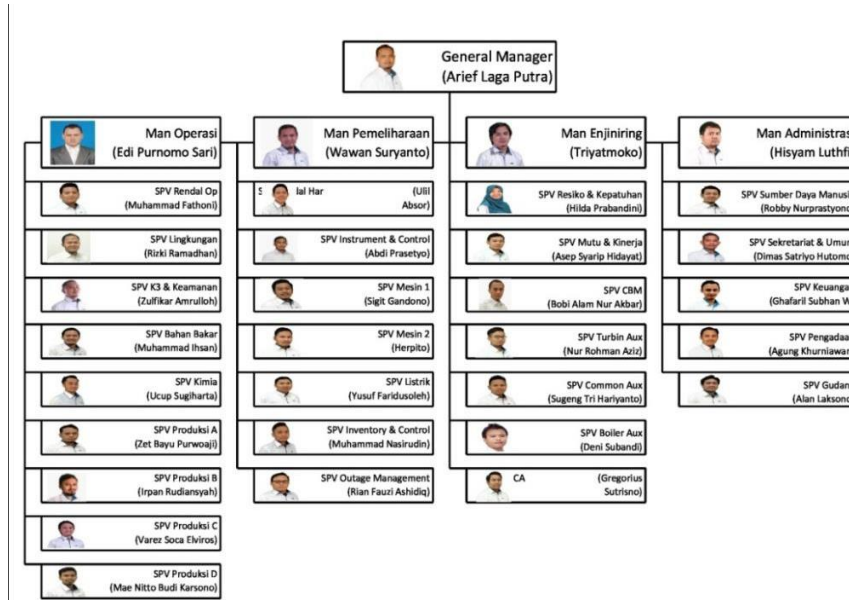 General Manager
(Arief Laga Putra)
Man Operasi
(Edi Purnomo Sari)
SPV Rendal Op
(Muhammad Fathoni)
SPV Lingkungan
(Rizki Ramadhan)
SPV K3 & Keamanan
(Zulfikar Amrulloh)
SPV Bahan Bakar
(Muhammad Ihsan)
SPV Kimia
(Ucup Sugiharta)
SPV Produksi A
(Zet Bayu Purwoaji)
SPV Produksi B
(Irpan Rudiansyah)
SPV Produksi C
(Varez Soca Elviros)
SPV Produksi D
(Mae Nitto Budi Karsono)
Man Pemeliharaan
(Wawan Suryanto)
S lal Har (Ulil
Absor)
SPV Instrument & Control
(Abdi Prasetyo)
SPV Mesin 1
(Sigit Gandono)
SPV Mesin 2
(Herpito)
SPV Listrik
(Yusuf Faridusoleh)
SPV Inventory & Control
(Muhammad Nasirudin)
SPV Outage Management
(Rian Fauzi Ashidiq)
Man Enjiniring
(Triyatmoko)
SPV Resiko & Kepatuhan
(Hilda Prabandini)
SPV Mutu & Kinerja
(Asep Syarip Hidayat)
SPV CBM
(Bobi Alam Nur Akbar)
SPV Turbin Aux
(Nur Rohman Aziz)
SPV Common Aux
(Sugeng Tri Hariyanto)
SPV Boiler Aux
(Deni Subandi)
CA (Gregorius
Sutrisno)
Man Administras
(Hisyam Luthfi
SPV Sumber Daya Manusi
(Robby Nurprastyono
SPV Sekretariat & Umum
(Dimas Satriyo Hutomo
SPV Keuanga
(Ghafaril Subhan W
SPV Pengadaa
(Agung Khurniawan
SPV Gudan
(Alan Laksono